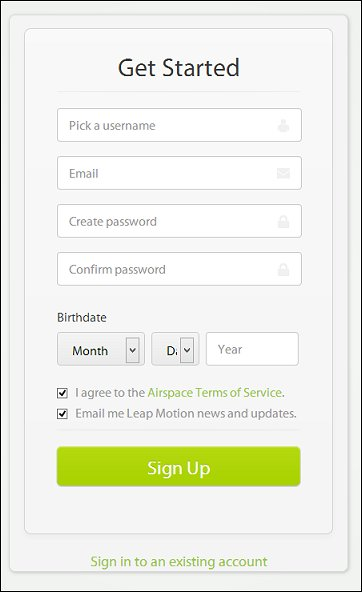 Get Started
Pick a username
Email
Create password
Confirm password
Birthdate
Month Da Year
I agree to the Airspace Terms of Service.
Email me Leap Motion news and updates.
Sign Up
Sign in to an existing account